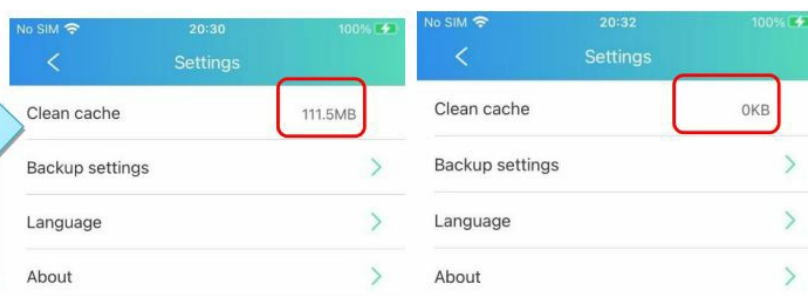 No SIM 20:30 100%
Settings
Clean cache 111.5MB
Backup settings
Language
About
No SIM 20:32 100%
Settings
Clean cache 0KB
Backup settings
Language
About